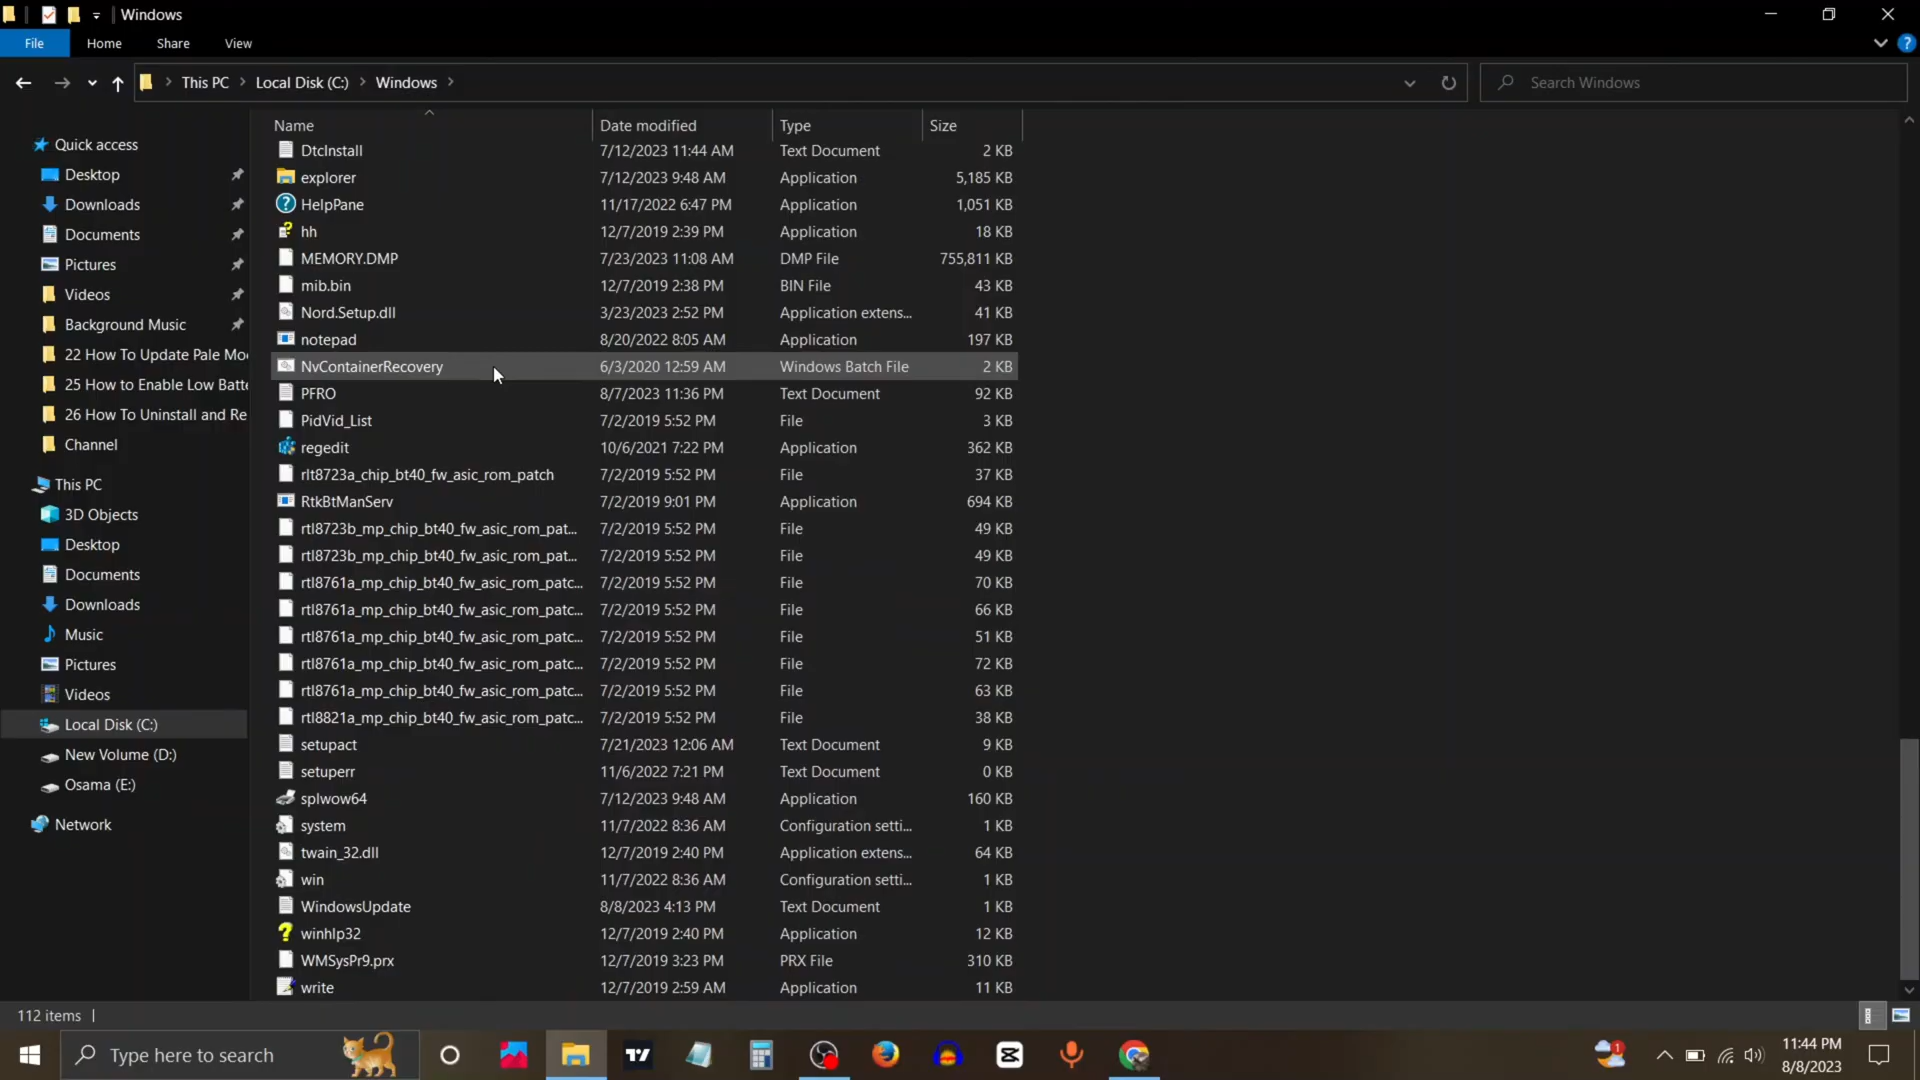 Windows
File Home Share View
This PC Local Disk (C:) Windows
Search Windows
Name Date modified Type Size
DtcInstall 7/12/2023 11:44 AM Text Document 2 KB
explorer 7/12/2023 9:48 AM Application 5,185 KB
HelpPane 11/17/2022 6:47 PM Application 1,051 KB
hh 12/7/2019 2:39 PM Application 18 KB
MEMORY.DMP 7/23/2023 11:08 AM DMP File 755,811 KB
mib.bin 12/7/2019 2:38 PM BIN File 43 KB
Nord.Setup.dll 3/23/2023 2:52 PM Application extens... 41 KB
notepad 8/20/2022 8:05 AM Application 197 KB
NvContainerRecovery 6/3/2020 12:59 AM Windows Batch File 2 KB
PFRO 8/7/2023 11:36 PM Text Document 92 KB
PidVid_List 7/2/2019 5:52 PM File 3 KB
regedit 10/6/2021 7:22 PM Application 362 KB
rlt8723a_chip_bt40_fw_asic_rom_patch 7/2/2019 5:52 PM File 37 KB
RtkBtManServ 7/2/2019 9:01 PM Application 694 KB
rtl8723b_mp_chip_bt40_fw_asic_rom_pat... 7/2/2019 5:52 PM File 49 KB
rtl8723b_mp_chip_bt40_fw_asic_rom_pat... 7/2/2019 5:52 PM File 49 KB
rtl8761a_mp_chip_bt40_fw_asic_rom_patc... 7/2/2019 5:52 PM File 70 KB
rtl8761a_mp_chip_bt40_fw_asic_rom_patc... 7/2/2019 5:52 PM File 66 KB
rtl8761a_mp_chip_bt40_fw_asic_rom_patc... 7/2/2019 5:52 PM File 51 KB
rtl8761a_mp_chip_bt40_fw_asic_rom_patc... 7/2/2019 5:52 PM File 72 KB
rtl8761a_mp_chip_bt40_fw_asic_rom_patc... 7/2/2019 5:52 PM File 63 KB
rtl8821a_mp_chip_bt40_fw_asic_rom_patc... 7/2/2019 5:52 PM File 38 KB
setupact 7/21/2023 12:06 AM Text Document 9 KB
setuperr 11/6/2022 7:21 PM Text Document 0 KB
splwow64 7/12/2023 9:48 AM Application 160 KB
system 11/7/2022 8:36 AM Configuration setti... 1 KB
twain_32.dll 12/7/2019 2:40 PM Application extens... 64 KB
win 11/7/2022 8:36 AM Configuration setti... 1 KB
WindowsUpdate 8/8/2023 4:13 PM Text Document 1 KB
winhlp32 12/7/2019 2:40 PM Application 12 KB
WMSysPr9.prx 12/7/2019 3:23 PM PRX File 310 KB
write 12/7/2019 2:59 AM Application 11 KB
Quick access
Desktop
Downloads
Documents
Pictures
Videos
Background Music
22 How To Update Pale Mo
25 How to Enable Low Batt
26 How To Uninstall and Re
Channel
This PC
3D Objects
Desktop
Documents
Downloads
Music
Pictures
Videos
Local Disk (C:)
New Volume (D:)
Osama (E:)
Network
112 items
Type here to search
1
11:44 PM
8/8/2023